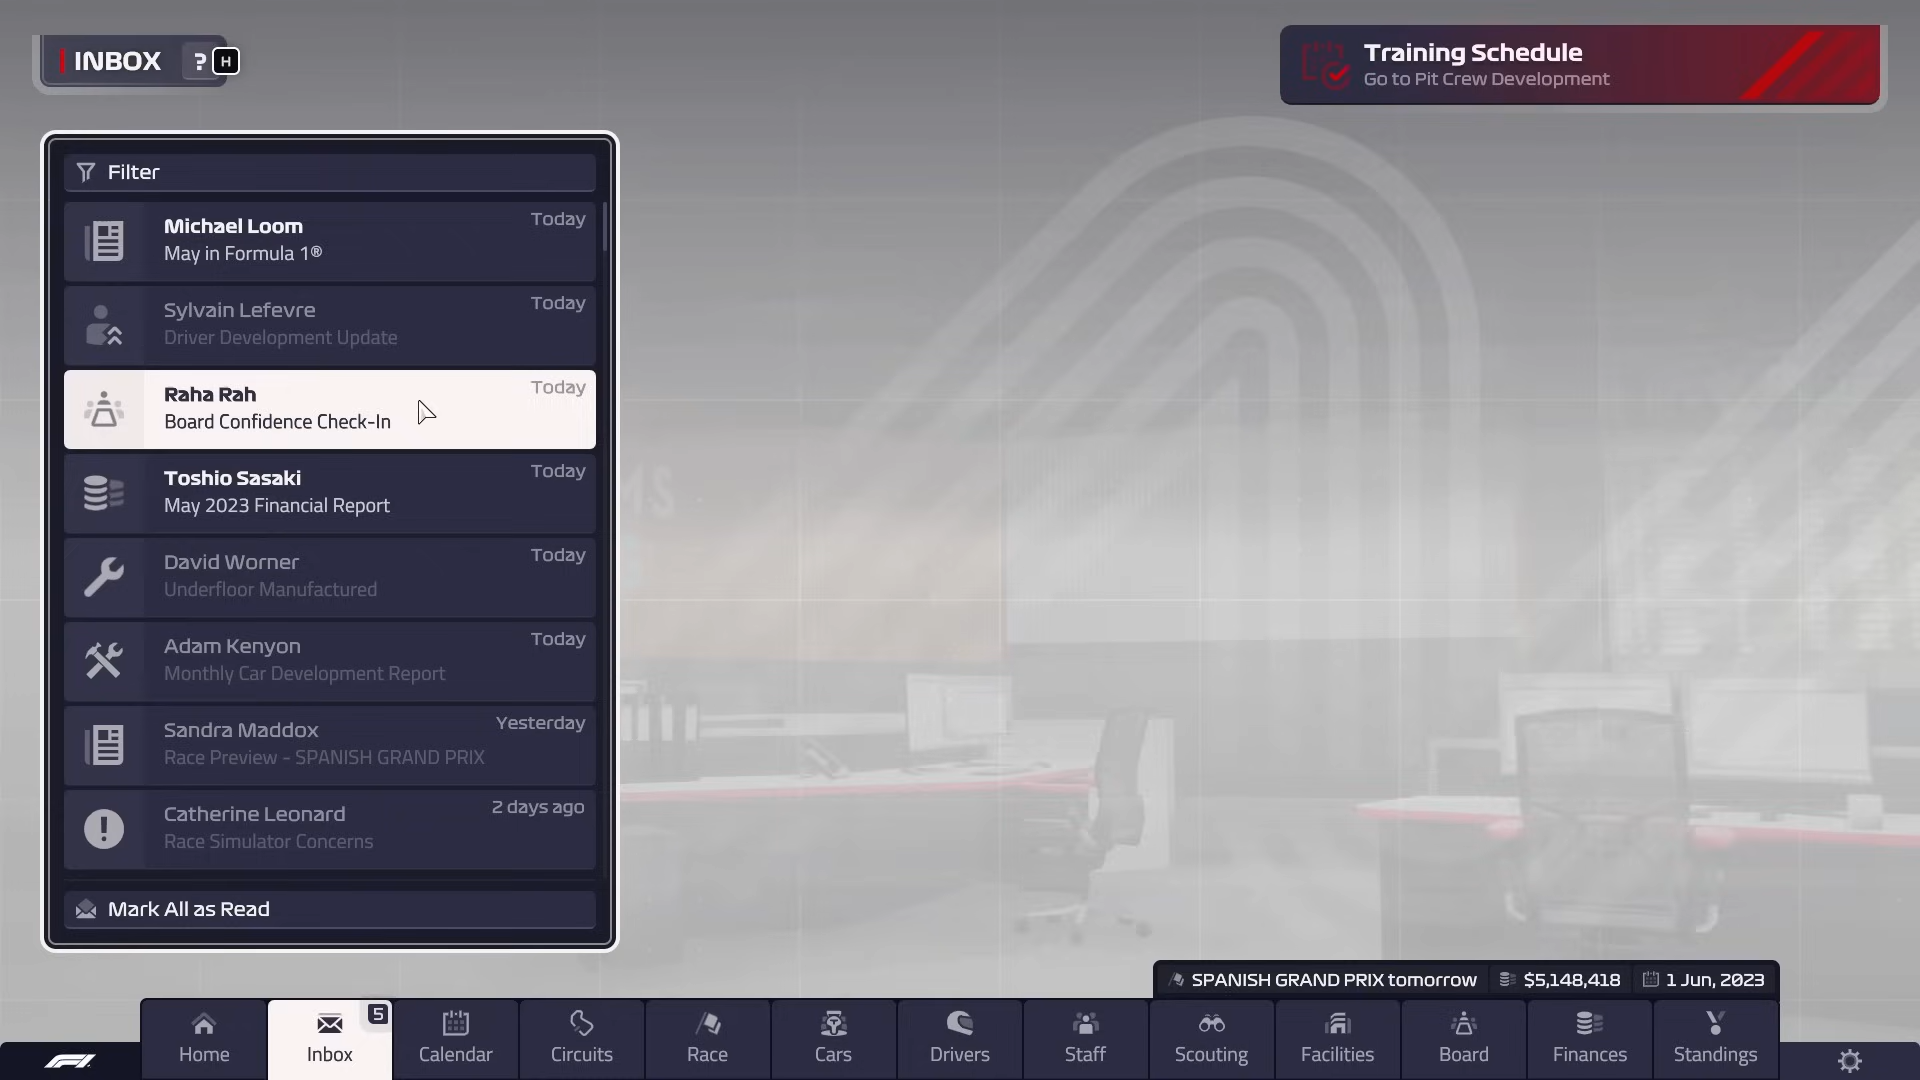 INBOX ? H
Training Schedule
Go to Pit Crew Development
Filter
Michael Loom
Today
May in Formula 1®
Sylvain Lefevre
Today
Driver Development Update
Raha Rah
Today
Board Confidence Check-In
Toshio Sasaki
Today
May 2023 Financial Report
David Worner
Today
Underfloor Manufactured
Adam Kenyon
Today
Monthly Car Development Report
Sandra Maddox
Yesterday
Race Preview - SPANISH GRAND PRIX
Catherine Leonard
2 days ago
Race Simulator Concerns
Mark All as Read
SPANISH GRAND PRIX tomorrow
$5,148,418
1 Jun, 2023
Home
Inbox
5
Calendar
Circuits
Race
Cars
Drivers
Staff
Scouting
Facilities
Board
Finances
Standings